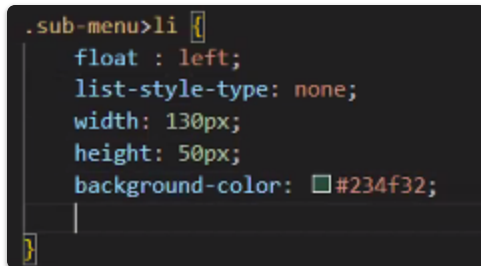 .sub-menu>li {
float : left;
list-style-type: none;
width: 130px;
height: 50px;
background-color: #234f32;
}